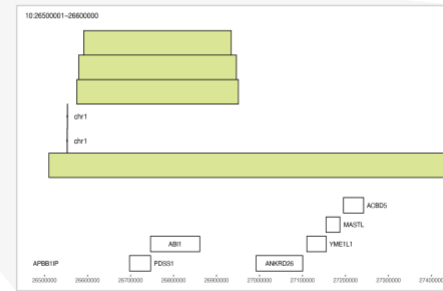 10:26500001-26600000
chr1
chr1
ACBD5
MASTL
ABI1 YME1L1
APBB1IP PDSS1 ANKRD26
26500000 26600000 26700000 26800000 26900000 27000000 27100000 27200000 27300000 27400000